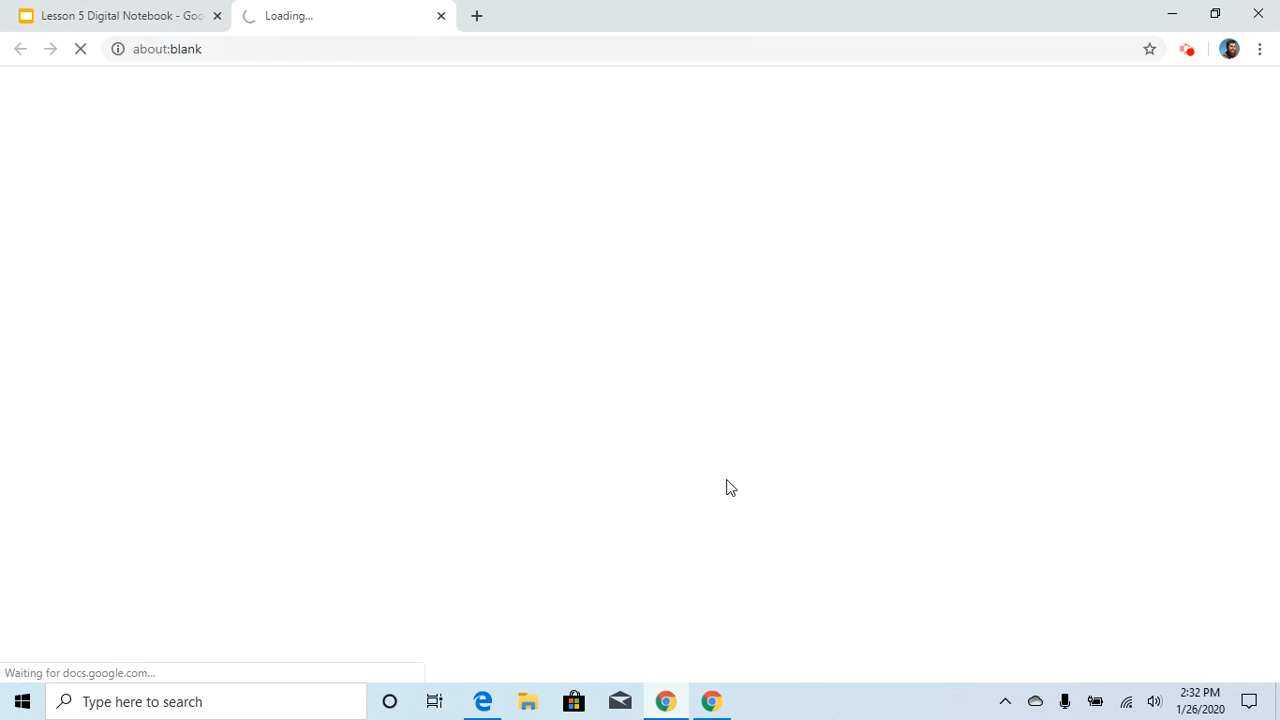 Lesson 5 Digital Notebook - Goo
Loading...
about:blank
Waiting for docs.google.com...
Type here to search
2:32 PM
1/26/2020